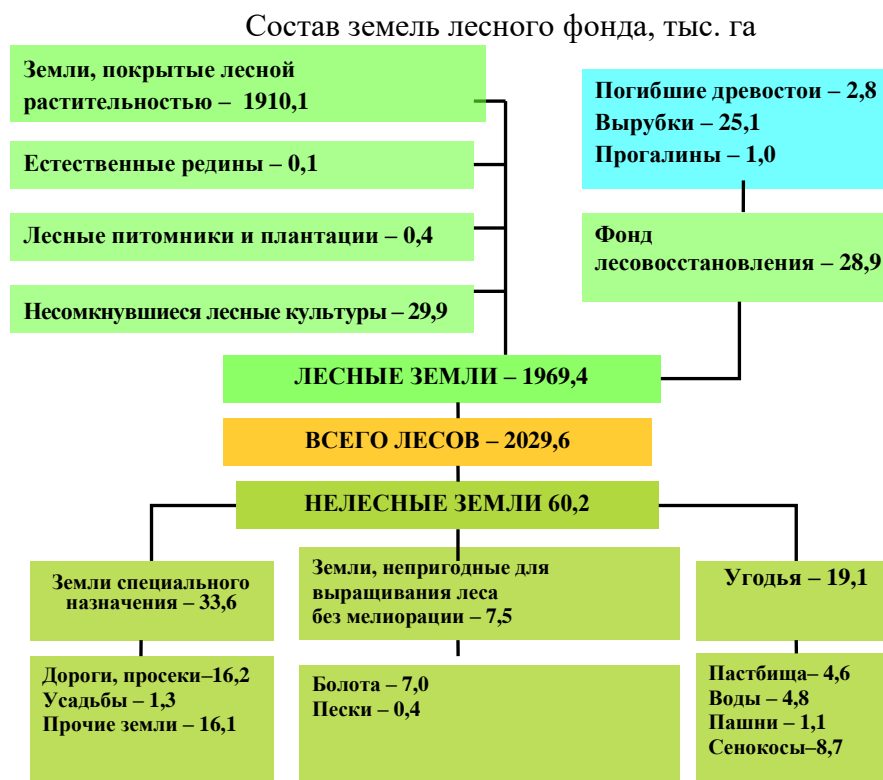 Состав земель лесного фонда, тыс. га
Земли, покрытые лесной
растительностью – 1910,1
Естественные редины – 0,1
Лесные питомники и плантации – 0,4
Несомкнувшиеся лесные культуры – 29,9
Погибшие древостои – 2,8
Вырубки – 25,1
Прогалины – 1,0
Фонд
лесовосстановления – 28,9
ЛЕСНЫЕ ЗЕМЛИ – 1969,4
ВСЕГО ЛЕСОВ – 2029,6
НЕЛЕСНЫЕ ЗЕМЛИ 60,2
Земли специального
назначения – 33,6
Дороги, просеки–16,2
Усадьбы – 1,3
Прочие земли – 16,1
Земли, непригодные для
выращивания леса
без мелиорации – 7,5
Болота – 7,0
Пески – 0,4
Угодья – 19,1
Пастбища– 4,6
Воды – 4,8
Пашни – 1,1
Сенокосы–8,7